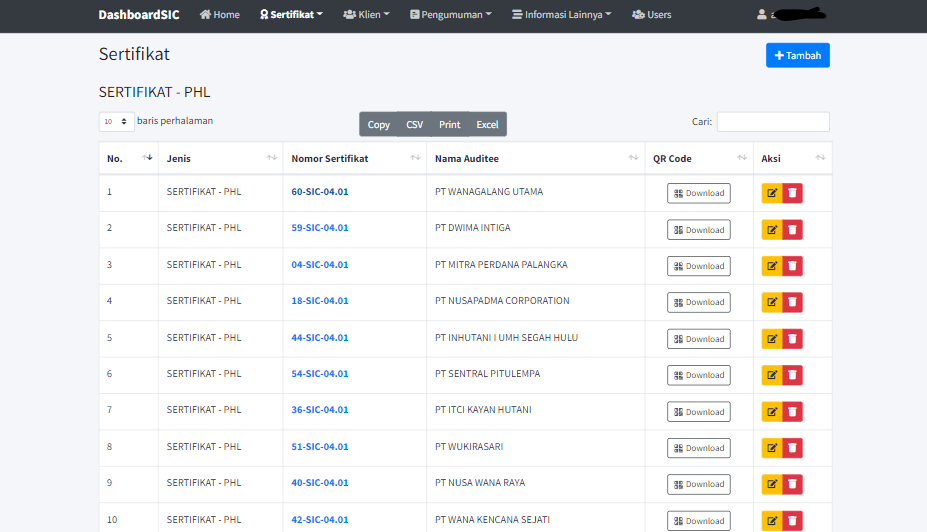 DashboardSIC Home Sertifikat Klien Pengumuman Informasi Lainnya Users
Sertifikat
Tambah
SERTIFIKAT - PHL
10 baris perhalaman Copy CSV Print Excel Cari:
No. Jenis Nomor Sertifikat Nama Auditee QR Code Aksi
1 SERTIFIKAT - PHL 60-SIC-04.01 PT WANAGALANG UTAMA Download
2 SERTIFIKAT - PHL 59-SIC-04.01 PT DWIMA INTIGA Download
3 SERTIFIKAT - PHL 04-SIC-04.01 PT MITRA PERDANA PALANGKA Download
4 SERTIFIKAT - PHL 18-SIC-04.01 PT NUSAPADMA CORPORATION Download
5 SERTIFIKAT - PHL 44-SIC-04.01 PT INHUTANI I UMH SEGAH HULU Download
6 SERTIFIKAT - PHL 54-SIC-04.01 PT SENTRAL PITULEMPA Download
7 SERTIFIKAT - PHL 36-SIC-04.01 PT ITCI KAYAN HUTANI Download
8 SERTIFIKAT - PHL 51-SIC-04.01 PT WUKIRASARI Download
9 SERTIFIKAT - PHL 40-SIC-04.01 PT NUSA WANA RAYA Download
10 SERTIFIKAT - PHL 42-SIC-04.01 PT WANA KENCANA SEJATI Download